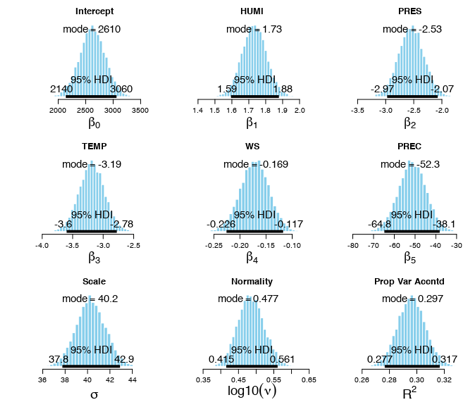 Intercept HUMI PRES
mode = 2610 mode = 1.73 mode = -2.53
95% HDI 95% HDI 95% HDI
2140 3060 1.59 1.88 -2.97 -2.07
2000 2500 3000 3500 1.4 1.5 1.6 1.7 1.8 1.9 2.0 -3.5 -3.0 -2.5 -2.0
β0 β1 β2
TEMP WS PREC
mode = -3.19 mode = -0.169 mode = -52.3
95% HDI 95% HDI 95% HDI
-3.6 -2.78 -0.226 -0.117 -64.8 -38.1
-4.0 -3.5 -3.0 -2.5 -0.25 -0.20 -0.15 -0.10 -80 -70 -60 -50 -40 -30
β3 β4 β5
Scale Normality Prop Var Acontd
mode = 40.2 mode = 0.477 mode = 0.297
95% HDI 95% HDI 95% HDI
37.8 42.9 0.415 0.561 0.277 0.317
36 38 40 42 44 0.35 0.45 0.55 0.65 0.26 0.28 0.30 0.32
σ log10(ν) R²